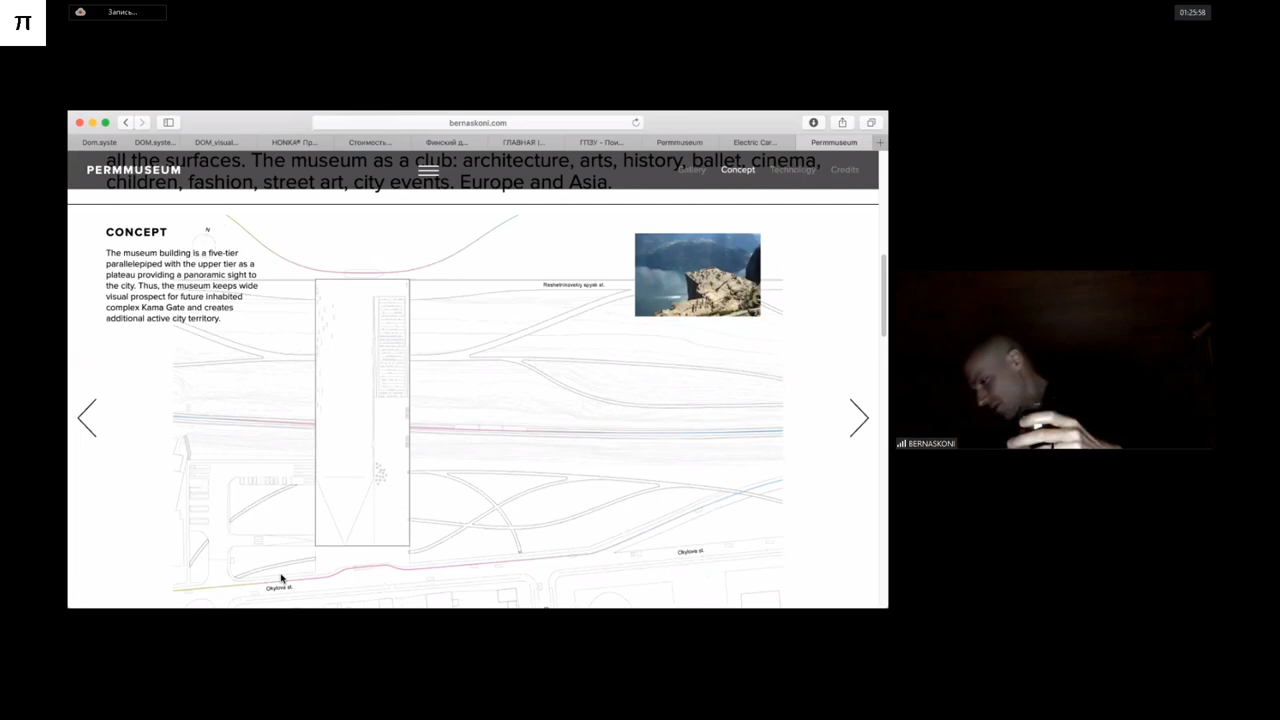 π
Запись...
01:25:58
bernaskoni.com
Dom.syste
DOM.syste...
DOM_visual...
HONKA® Пр...
Стоимость...
Финский д...
ГЛАВНАЯ |...
ГПЗУ - Пои...
Permmuseum
Electric Car...
Permmuseum
all the surfaces. The museum as a club: architecture, arts, history, ballet, cinema,
PERMMUSEUM
Gallery
Concept
Technology
Credits
children, fashion, street art, city events. Europe and Asia.
CONCEPT
N
The museum building is a five-tier
parallelepiped with the upper tier as a
plateau providing a panoramic sight to
the city. Thus, the museum keeps wide
visual prospect for future inhabited
complex Kama Gate and creates
additional active city territory.
Reshetnikovskiy spysk st.
Okylova st.
Okylova st.
BERNASKONI